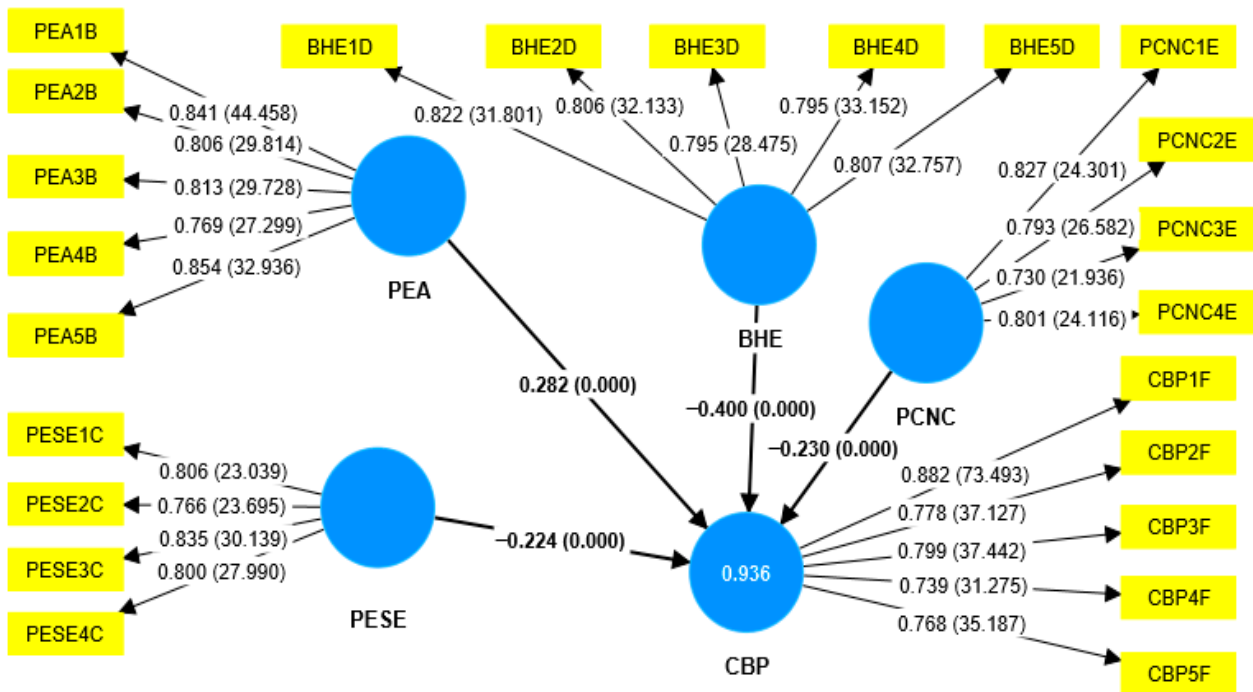 PEA1B
PEA2B
PEA3B
PEA4B
PEA5B
0.841 (44.458)
0.806 (29.814)
0.813 (29.728)
0.769 (27.299)
0.854 (32.936)
PEA
BHE1D
BHE2D
BHE3D
BHE4D
BHE5D
0.822 (31.801)
0.806 (32.133)
0.795 (28.475)
0.795 (33.152)
0.807 (32.757)
BHE
PCNC1E
PCNC2E
PCNC3E
PCNC4E
0.827 (24.301)
0.793 (26.582)
0.730 (21.936)
0.801 (24.116)
PCNC
0.282 (0.000)
−0.400 (0.000)
−0.230 (0.000)
−0.224 (0.000)
PESE1C
PESE2C
PESE3C
PESE4C
0.806 (23.039)
0.766 (23.695)
0.835 (30.139)
0.800 (27.990)
PESE
0.936
CBP
0.882 (73.493)
0.778 (37.127)
0.799 (37.442)
0.739 (31.275)
0.768 (35.187)
CBP1F
CBP2F
CBP3F
CBP4F
CBP5F